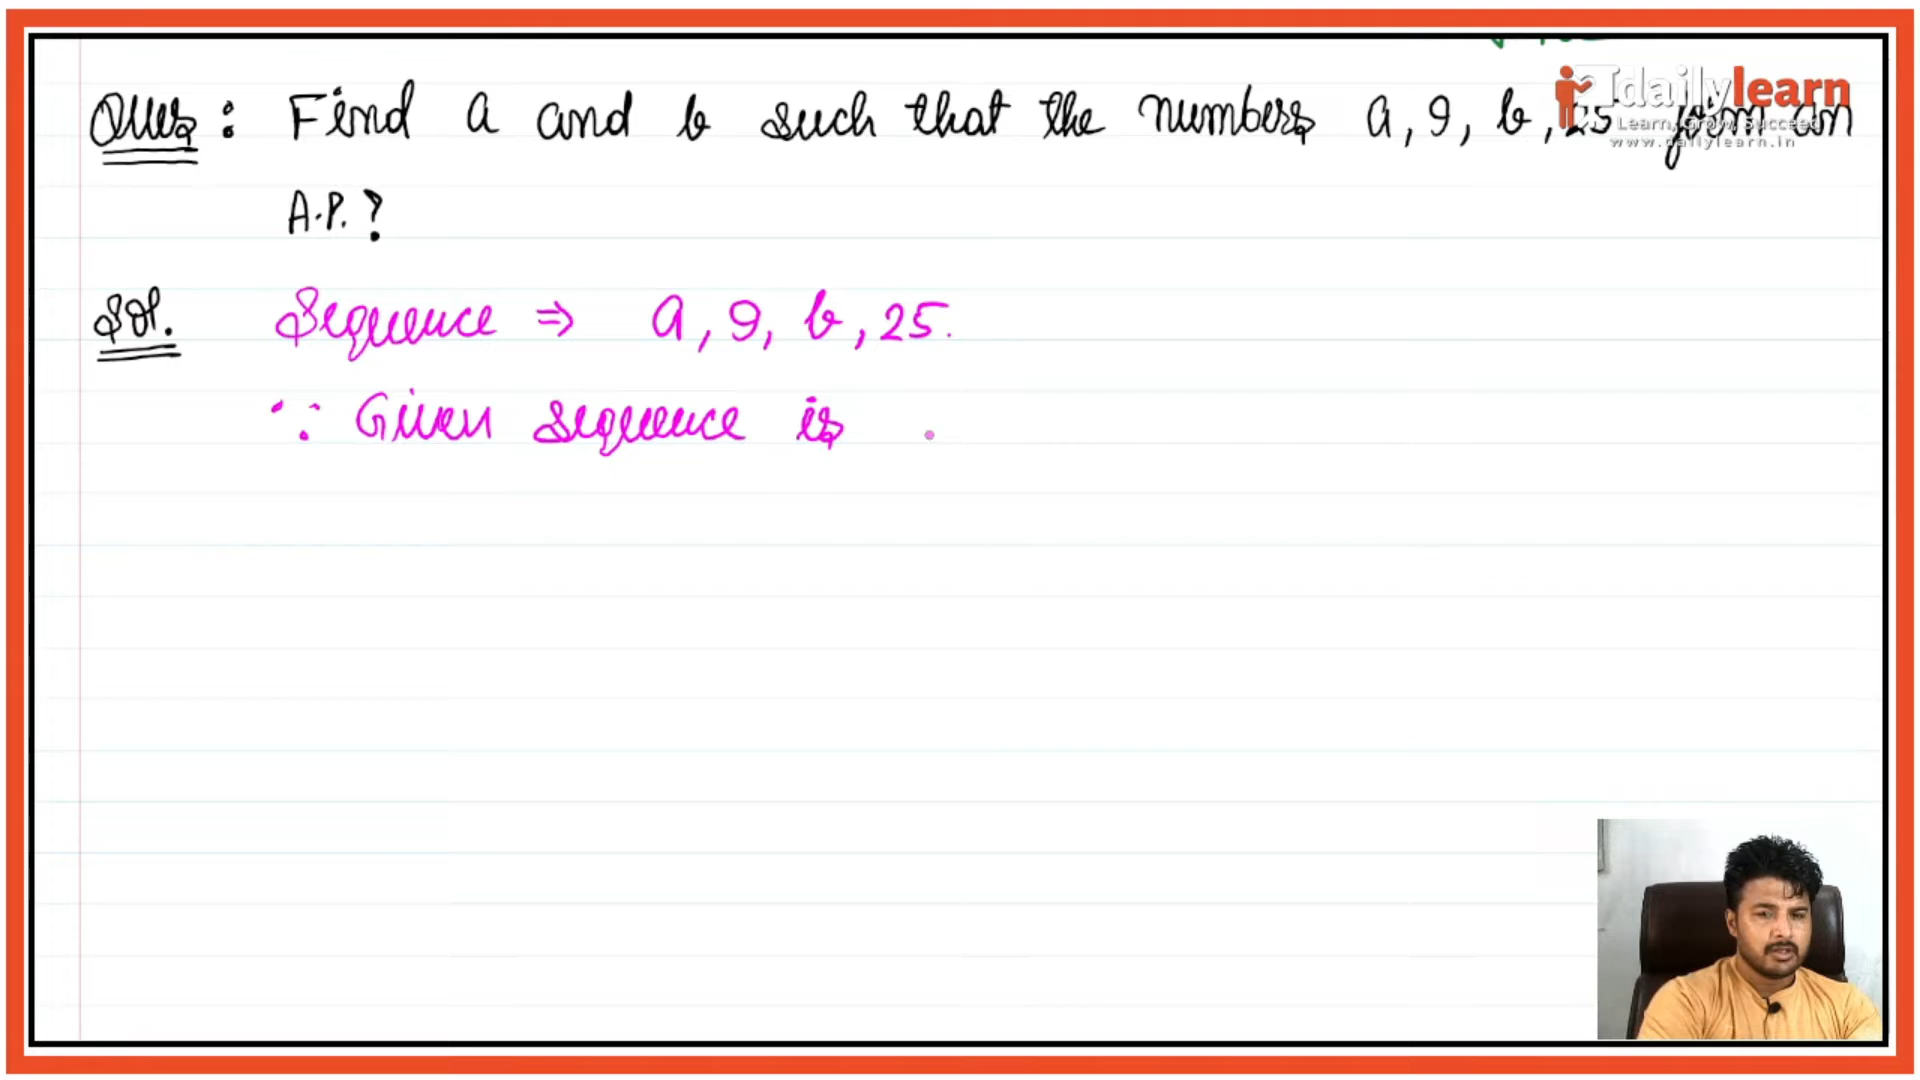 Ques: Find a and b such that the numbers a, 9, b, 25 form an
A.P.?
dailylearn
Learn, Grow, Succeed
www.dailylearn.in
Sol. Sequence ⇒ a, 9, b, 25.
∵ Given sequence is